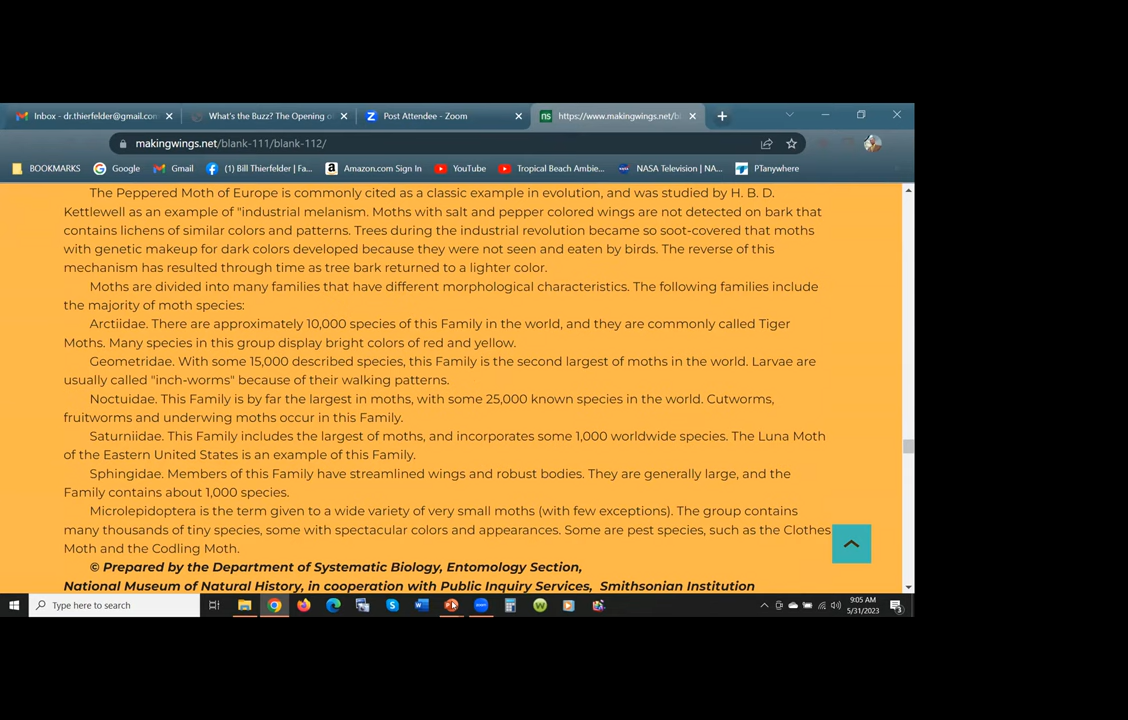 Inbox - dr.thierfelder@gmail.com
What's the Buzz? The Opening of
Post Attendee - Zoom
ns https://www.makingwings.net/bl
makingwings.net/blank-111/blank-112/
BOOKMARKS Google Gmail (1) Bill Thierfelder | Fa... Amazon.com Sign In YouTube Tropical Beach Ambie... NASA Television | NA... PTanywhere
The Peppered Moth of Europe is commonly cited as a classic example in evolution, and was studied by H. B. D.
Kettlewell as an example of "industrial melanism. Moths with salt and pepper colored wings are not detected on bark that
contains lichens of similar colors and patterns. Trees during the industrial revolution became so soot-covered that moths
with genetic makeup for dark colors developed because they were not seen and eaten by birds. The reverse of this
mechanism has resulted through time as tree bark returned to a lighter color.
Moths are divided into many families that have different morphological characteristics. The following families include
the majority of moth species:
Arctiidae. There are approximately 10,000 species of this Family in the world, and they are commonly called Tiger
Moths. Many species in this group display bright colors of red and yellow.
Geometridae. With some 15,000 described species, this Family is the second largest of moths in the world. Larvae are
usually called "inch-worms" because of their walking patterns.
Noctuidae. This Family is by far the largest in moths, with some 25,000 known species in the world. Cutworms,
fruitworms and underwing moths occur in this Family.
Saturniidae. This Family includes the largest of moths, and incorporates some 1,000 worldwide species. The Luna Moth
of the Eastern United States is an example of this Family.
Sphingidae. Members of this Family have streamlined wings and robust bodies. They are generally large, and the
Family contains about 1,000 species.
Microlepidoptera is the term given to a wide variety of very small moths (with few exceptions). The group contains
many thousands of tiny species, some with spectacular colors and appearances. Some are pest species, such as the Clothes
Moth and the Codling Moth.
© Prepared by the Department of Systematic Biology, Entomology Section,
National Museum of Natural History, in cooperation with Public Inquiry Services, Smithsonian Institution
Type here to search
9:05 AM
5/31/2023